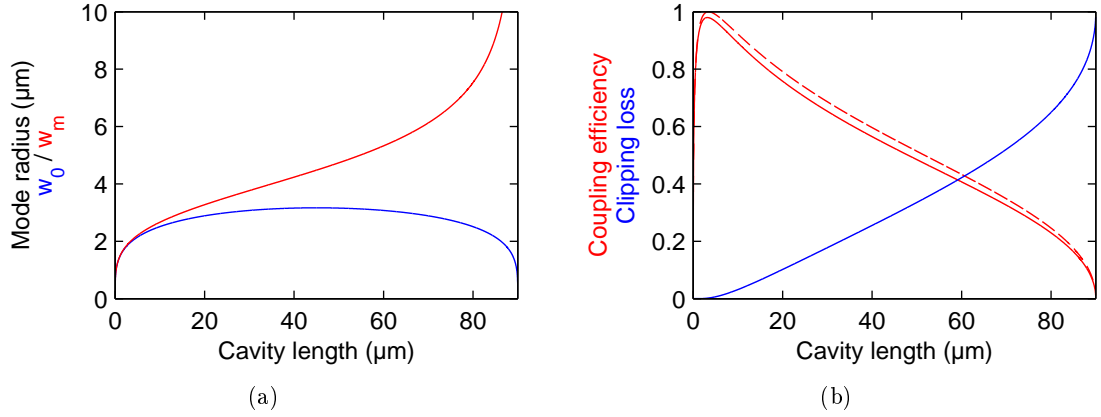 Mode radius (μm)
w_0 / w_m
10
8
6
4
2
0
0 20 40 60 80
Cavity length (μm)
(a)
Coupling efficiency
Clipping loss
1
0.8
0.6
0.4
0.2
0
0 20 40 60 80
Cavity length (μm)
(b)